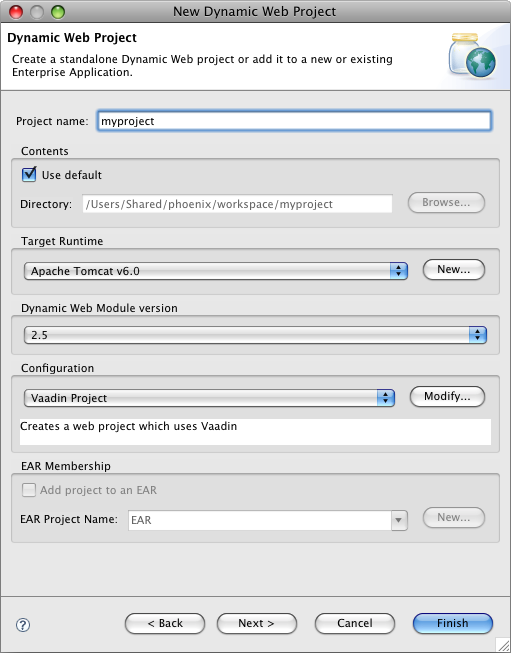 New Dynamic Web Project
Dynamic Web Project
Create a standalone Dynamic Web project or add it to a new or existing
Enterprise Application.
Project name: myproject
Contents
Use default
Directory: /Users/Shared/phoenix/workspace/myproject Browse...
Target Runtime
Apache Tomcat v6.0 New...
Dynamic Web Module version
2.5
Configuration
Vaadin Project Modify...
Creates a web project which uses Vaadin
EAR Membership
Add project to an EAR
EAR Project Name: EAR New...
? < Back Next > Cancel Finish